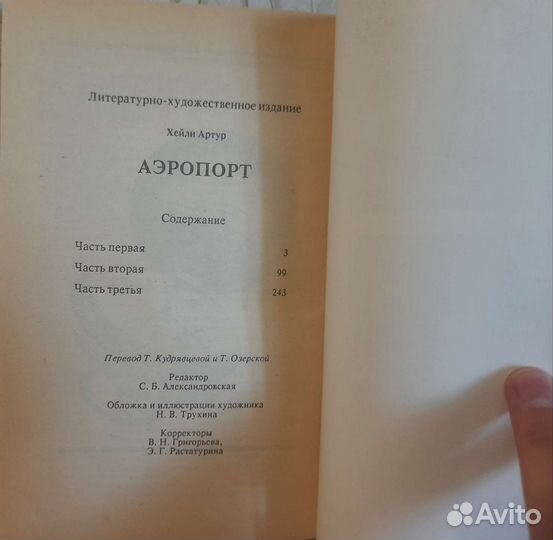 Литературно-художественное издание
Хейли Артур
АЭРОПОРТ
Содержание
Часть первая 3
Часть вторая 99
Часть третья 243
Перевод Т. Кудрявцевой и Т. Озерской
Редактор
С. Б. Александровская
Обложка и иллюстрации художника
Н. В. Трухина
Корректоры
В. Н. Григорьева,
Э. Г. Растатурина
Avito